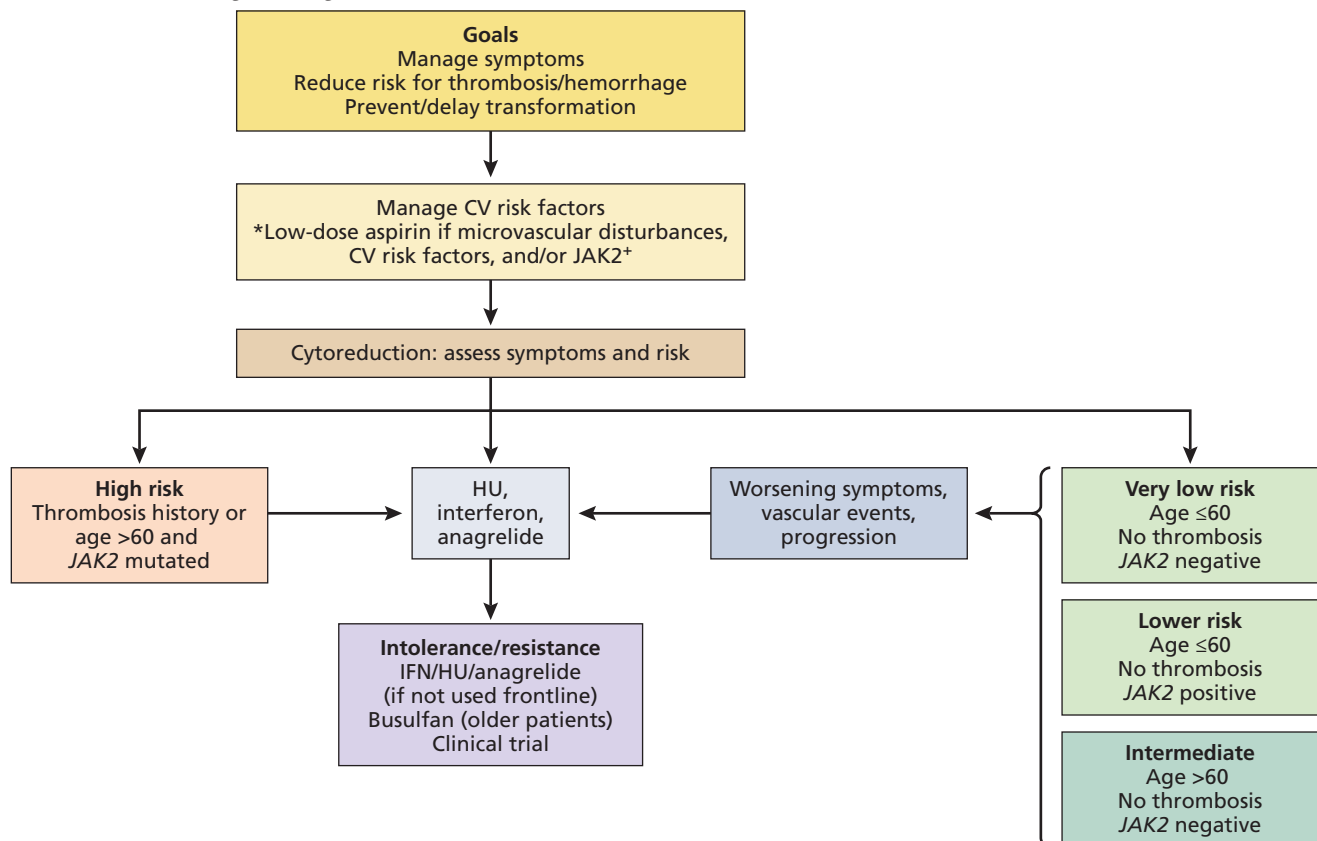 Goals
Manage symptoms
Reduce risk for thrombosis/hemorrhage
Prevent/delay transformation
Manage CV risk factors
*Low-dose aspirin if microvascular disturbances,
CV risk factors, and/or JAK2⁺
Cytoreduction: assess symptoms and risk
High risk
Thrombosis history or
age >60 and
JAK2 mutated
HU,
interferon,
anagrelide
Worsening symptoms,
vascular events,
progression
Very low risk
Age ≤60
No thrombosis
JAK2 negative
Intolerance/resistance
IFN/HU/anagrelide
(if not used frontline)
Busulfan (older patients)
Clinical trial
Lower risk
Age ≤60
No thrombosis
JAK2 positive
Intermediate
Age >60
No thrombosis
JAK2 negative